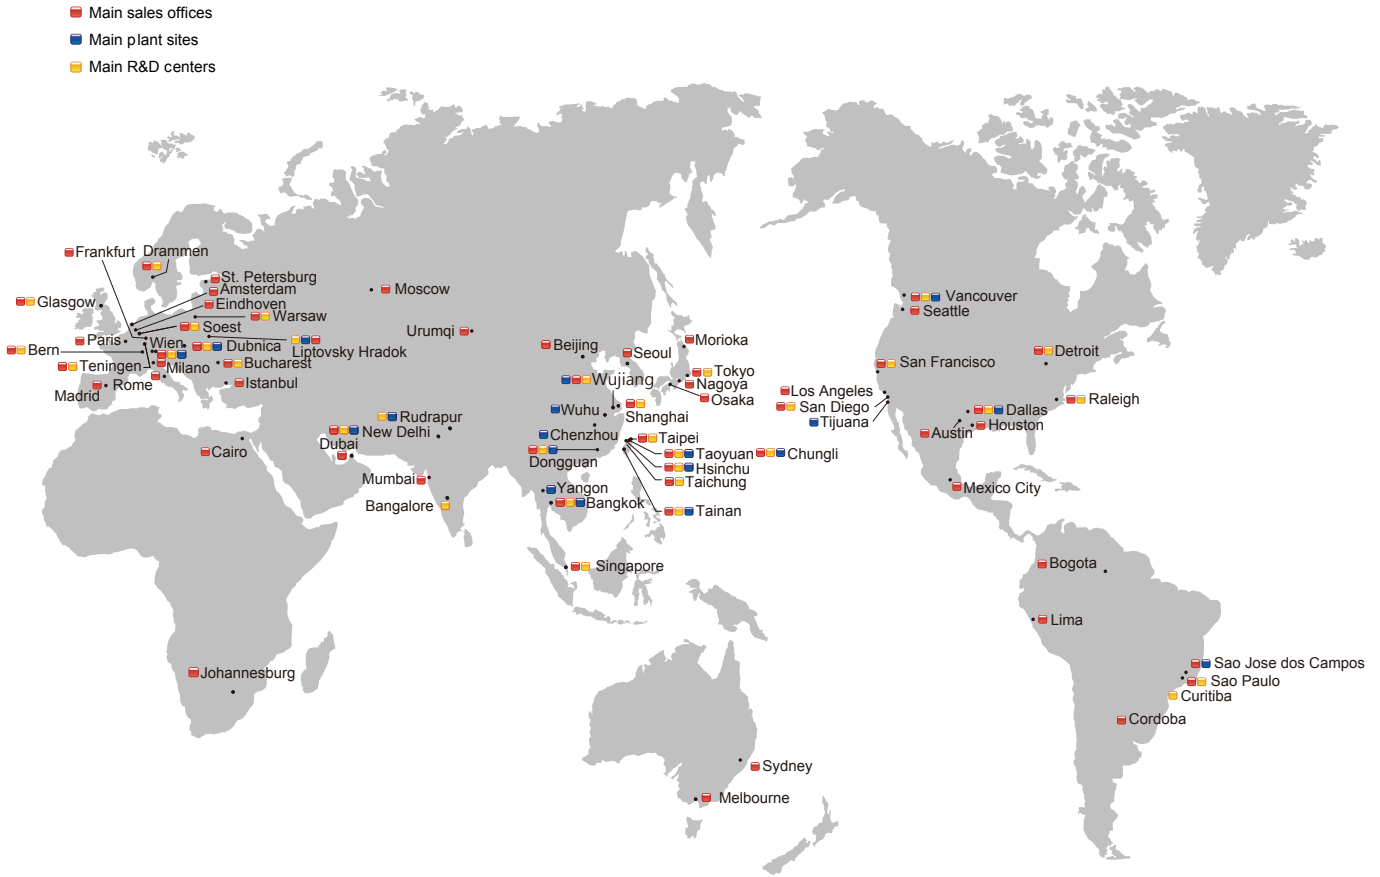 Main sales offices
Main plant sites
Main R&D centers
Frankfurt
Drammen
St. Petersburg
Amsterdam
Eindhoven
Glasgow
Warsaw
Soest
Moscow
Paris
Wien
Dubnica
Liptovsky Hradok
Bern
Teningen
Milano
Bucharest
Madrid
Rome
Istanbul
Urumqi
Beijing
Seoul
Morioka
Tokyo
Nagoya
Osaka
Wujiang
Wuhu
Shanghai
Rudrapur
New Delhi
Dubai
Cairo
Chenzhou
Dongguan
Taipei
Taoyuan
Chungli
Hsinchu
Taichung
Tainan
Mumbai
Bangalore
Yangon
Bangkok
Singapore
Johannesburg
Sydney
Melbourne
Vancouver
Seattle
San Francisco
Detroit
Los Angeles
San Diego
Tijuana
Raleigh
Dallas
Austin
Houston
Mexico City
Bogota
Lima
Sao Jose dos Campos
Sao Paulo
Curitiba
Cordoba